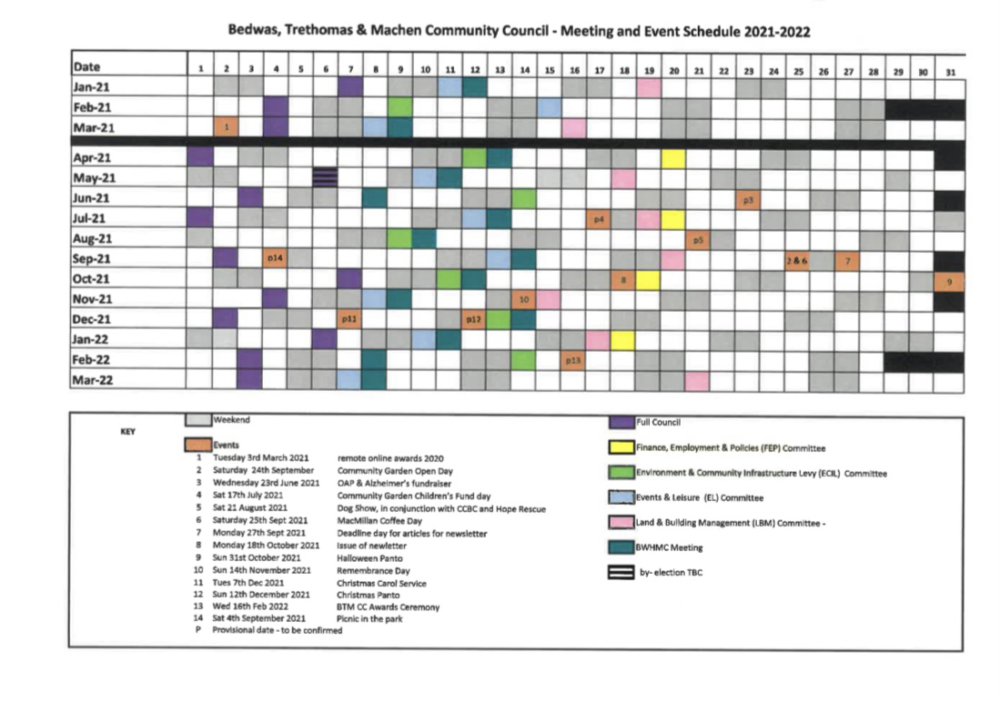 Bedwas, Trethomas & Machen Community Council - Meeting and Event Schedule 2021-2022
Date 1 2 3 4 5 6 7 8 9 10 11 12 13 14 15 16 17 18 19 20 21 22 23 24 25 26 27 28 29 30 31
Jan-21
Feb-21
Mar-21 1
Apr-21
May-21
Jun-21 p3
Jul-21 p4
Aug-21 p5
Sep-21 p14 2 & 6 7
Oct-21 8 9
Nov-21 10
Dec-21 p11 p12
Jan-22
Feb-22 p13
Mar-22
KEY
Weekend
Events
1 Tuesday 3rd March 2021 remote online awards 2020
2 Saturday 24th September Community Garden Open Day
3 Wednesday 23rd June 2021 OAP & Alzheimer's fundraiser
4 Sat 17th July 2021 Community Garden Children's Fund day
5 Sat 21 August 2021 Dog Show, in conjunction with CCBC and Hope Rescue
6 Saturday 25th Sept 2021 MacMillan Coffee Day
7 Monday 27th Sept 2021 Deadline day for articles for newsletter
8 Monday 18th October 2021 Issue of newletter
9 Sun 31st October 2021 Halloween Panto
10 Sun 14th November 2021 Remembrance Day
11 Tues 7th Dec 2021 Christmas Carol Service
12 Sun 12th December 2021 Christmas Panto
13 Wed 16th Feb 2022 BTM CC Awards Ceremony
14 Sat 4th September 2021 Picnic in the park
P Provisional date - to be confirmed
Full Council
Finance, Employment & Policies (FEP) Committee
Environment & Community Infrastructure Levy (ECIL) Committee
Events & Leisure (EL) Committee
Land & Building Management (LBM) Committee -
BWHMC Meeting
by- election TBC